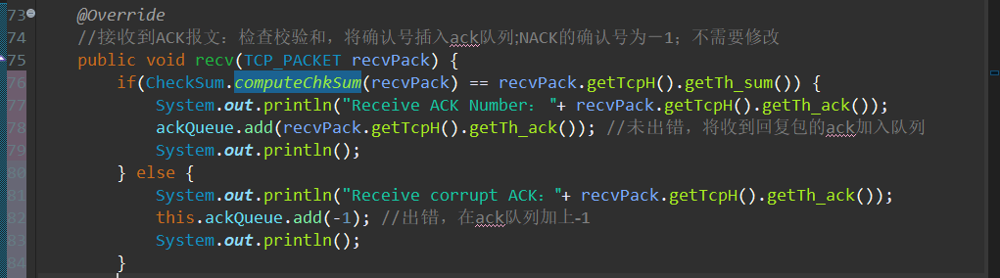 73 @Override
74 //接收到ACK报文：检查校验和，将确认号插入ack队列;NACK的确认号为－1；不需要修改
75 public void recv(TCP_PACKET recvPack) {
76 if(CheckSum.computeChkSum(recvPack) == recvPack.getTcpH().getTh_sum()) {
77 System.out.println("Receive ACK Number: "+ recvPack.getTcpH().getTh_ack());
78 ackQueue.add(recvPack.getTcpH().getTh_ack()); //未出错，将收到回复包的ack加入队列
79 System.out.println();
80 } else {
81 System.out.println("Receive corrupt ACK: "+ recvPack.getTcpH().getTh_ack());
82 this.ackQueue.add(-1); //出错，在ack队列加上-1
83 System.out.println();
84 }